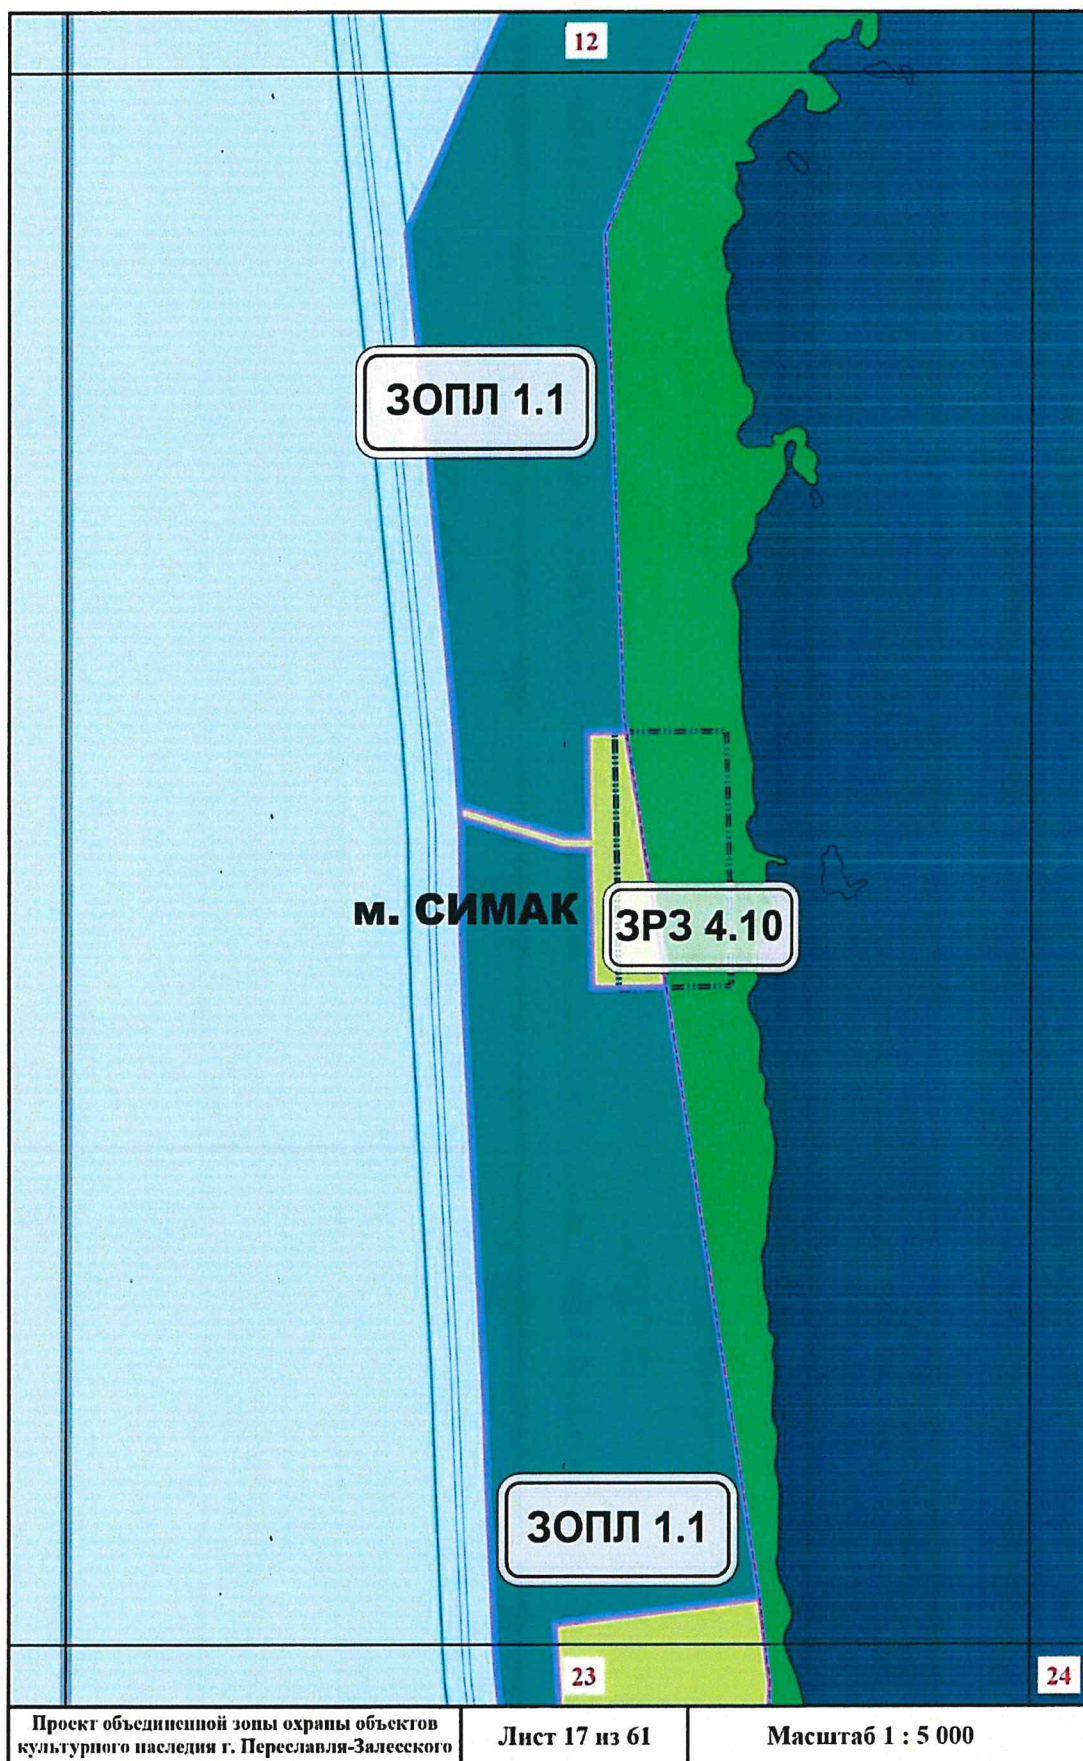 12
ЗОПЛ 1.1
м. СИМАК
ЗРЗ 4.10
ЗОПЛ 1.1
23
24
Проект объединенной зоны охраны объектов
культурного наследия г. Переславля-Залесского
Лист 17 из 61
Масштаб 1 : 5 000